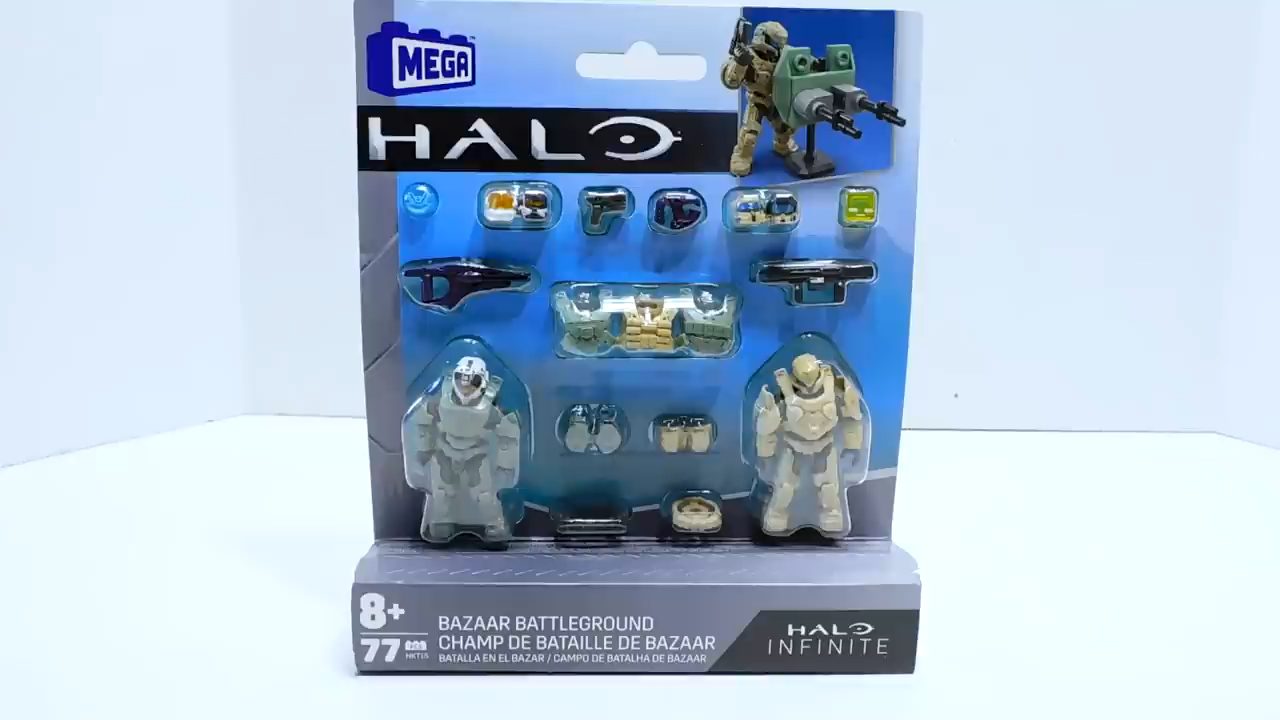 MEGA
HALO
8+
77
HKT15
BAZAAR BATTLEGROUND
CHAMP DE BATAILLE DE BAZAAR
BATALLA EN EL BAZAR / CAMPO DE BATALHA DE BAZAAR
HALO
INFINITE